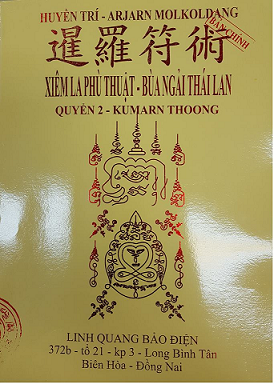 HUYỀN TRÍ - ARJARN MOLKOLDANG
BẢN CHÍNH
暹羅符術
XIÊM LA PHÙ THUẬT - BÙA NGẢI THÁI LAN
QUYỂN 2 - KUMARN THOONG
LINH QUANG BẢO ĐIỆN
372b - tổ 21 - kp 3 - Long Bình Tân
Biên Hòa - Đồng Nai